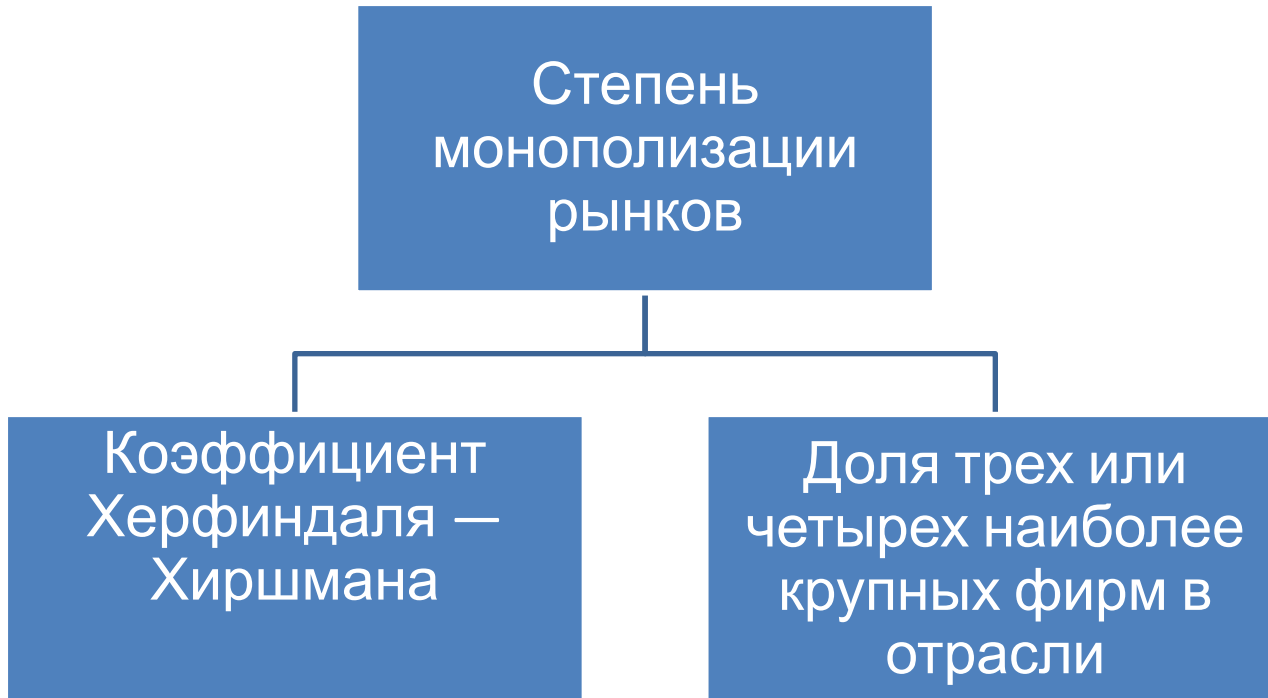 Степень
монополизации
рынков
Коэффициент
Херфиндаля —
Хиршмана
Доля трех или
четырех наиболее
крупных фирм в
отрасли